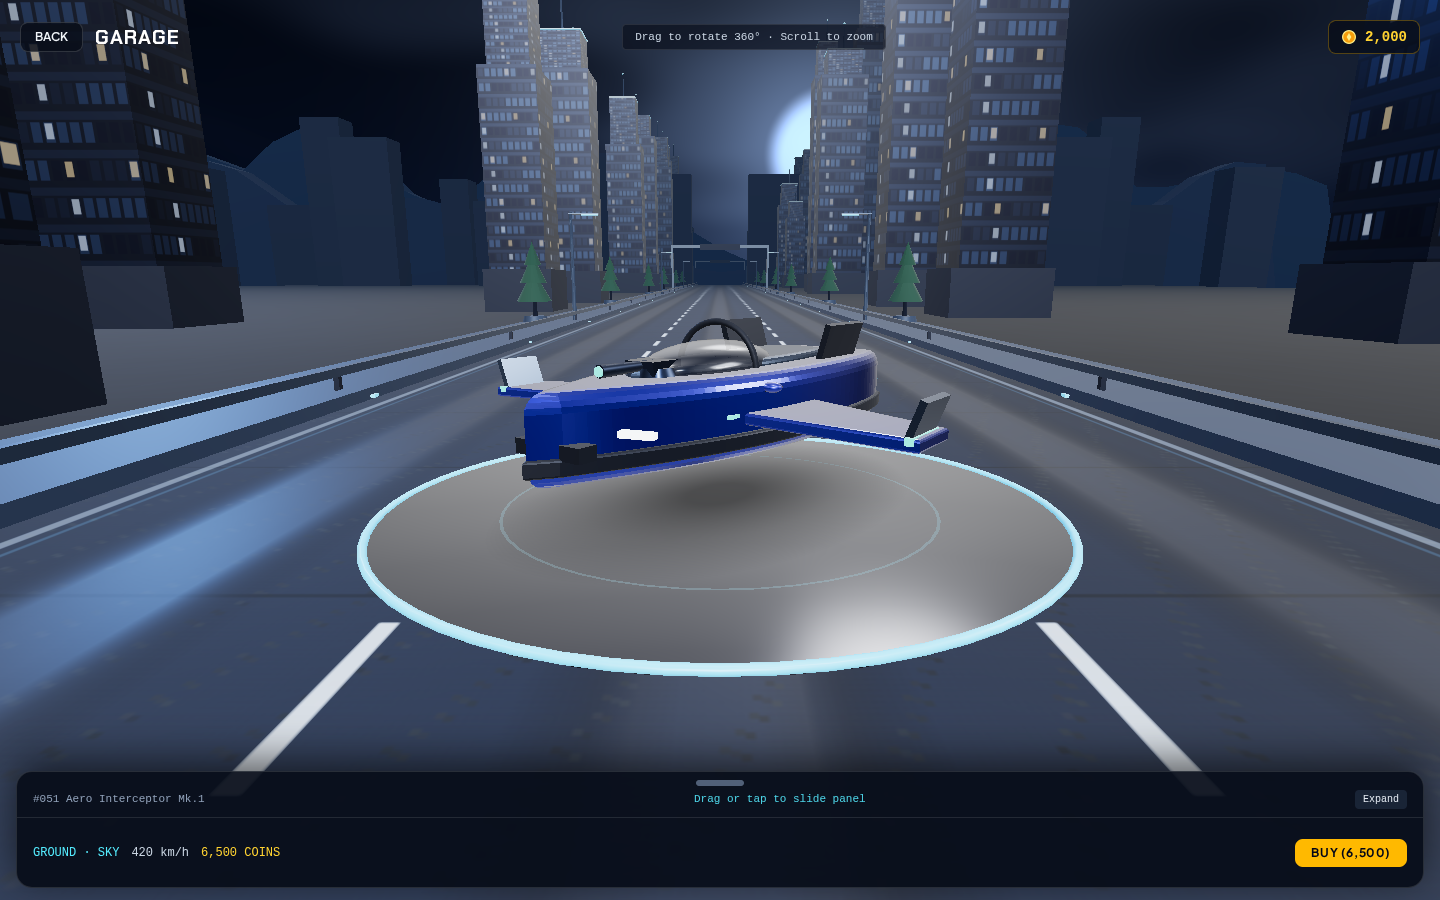 BACK
GARAGE
Drag to rotate 360° · Scroll to zoom
2,000
#051 Aero Interceptor Mk.1
Drag or tap to slide panel
Expand
GROUND · SKY 420 km/h 6,500 COINS
BUY (6,500)